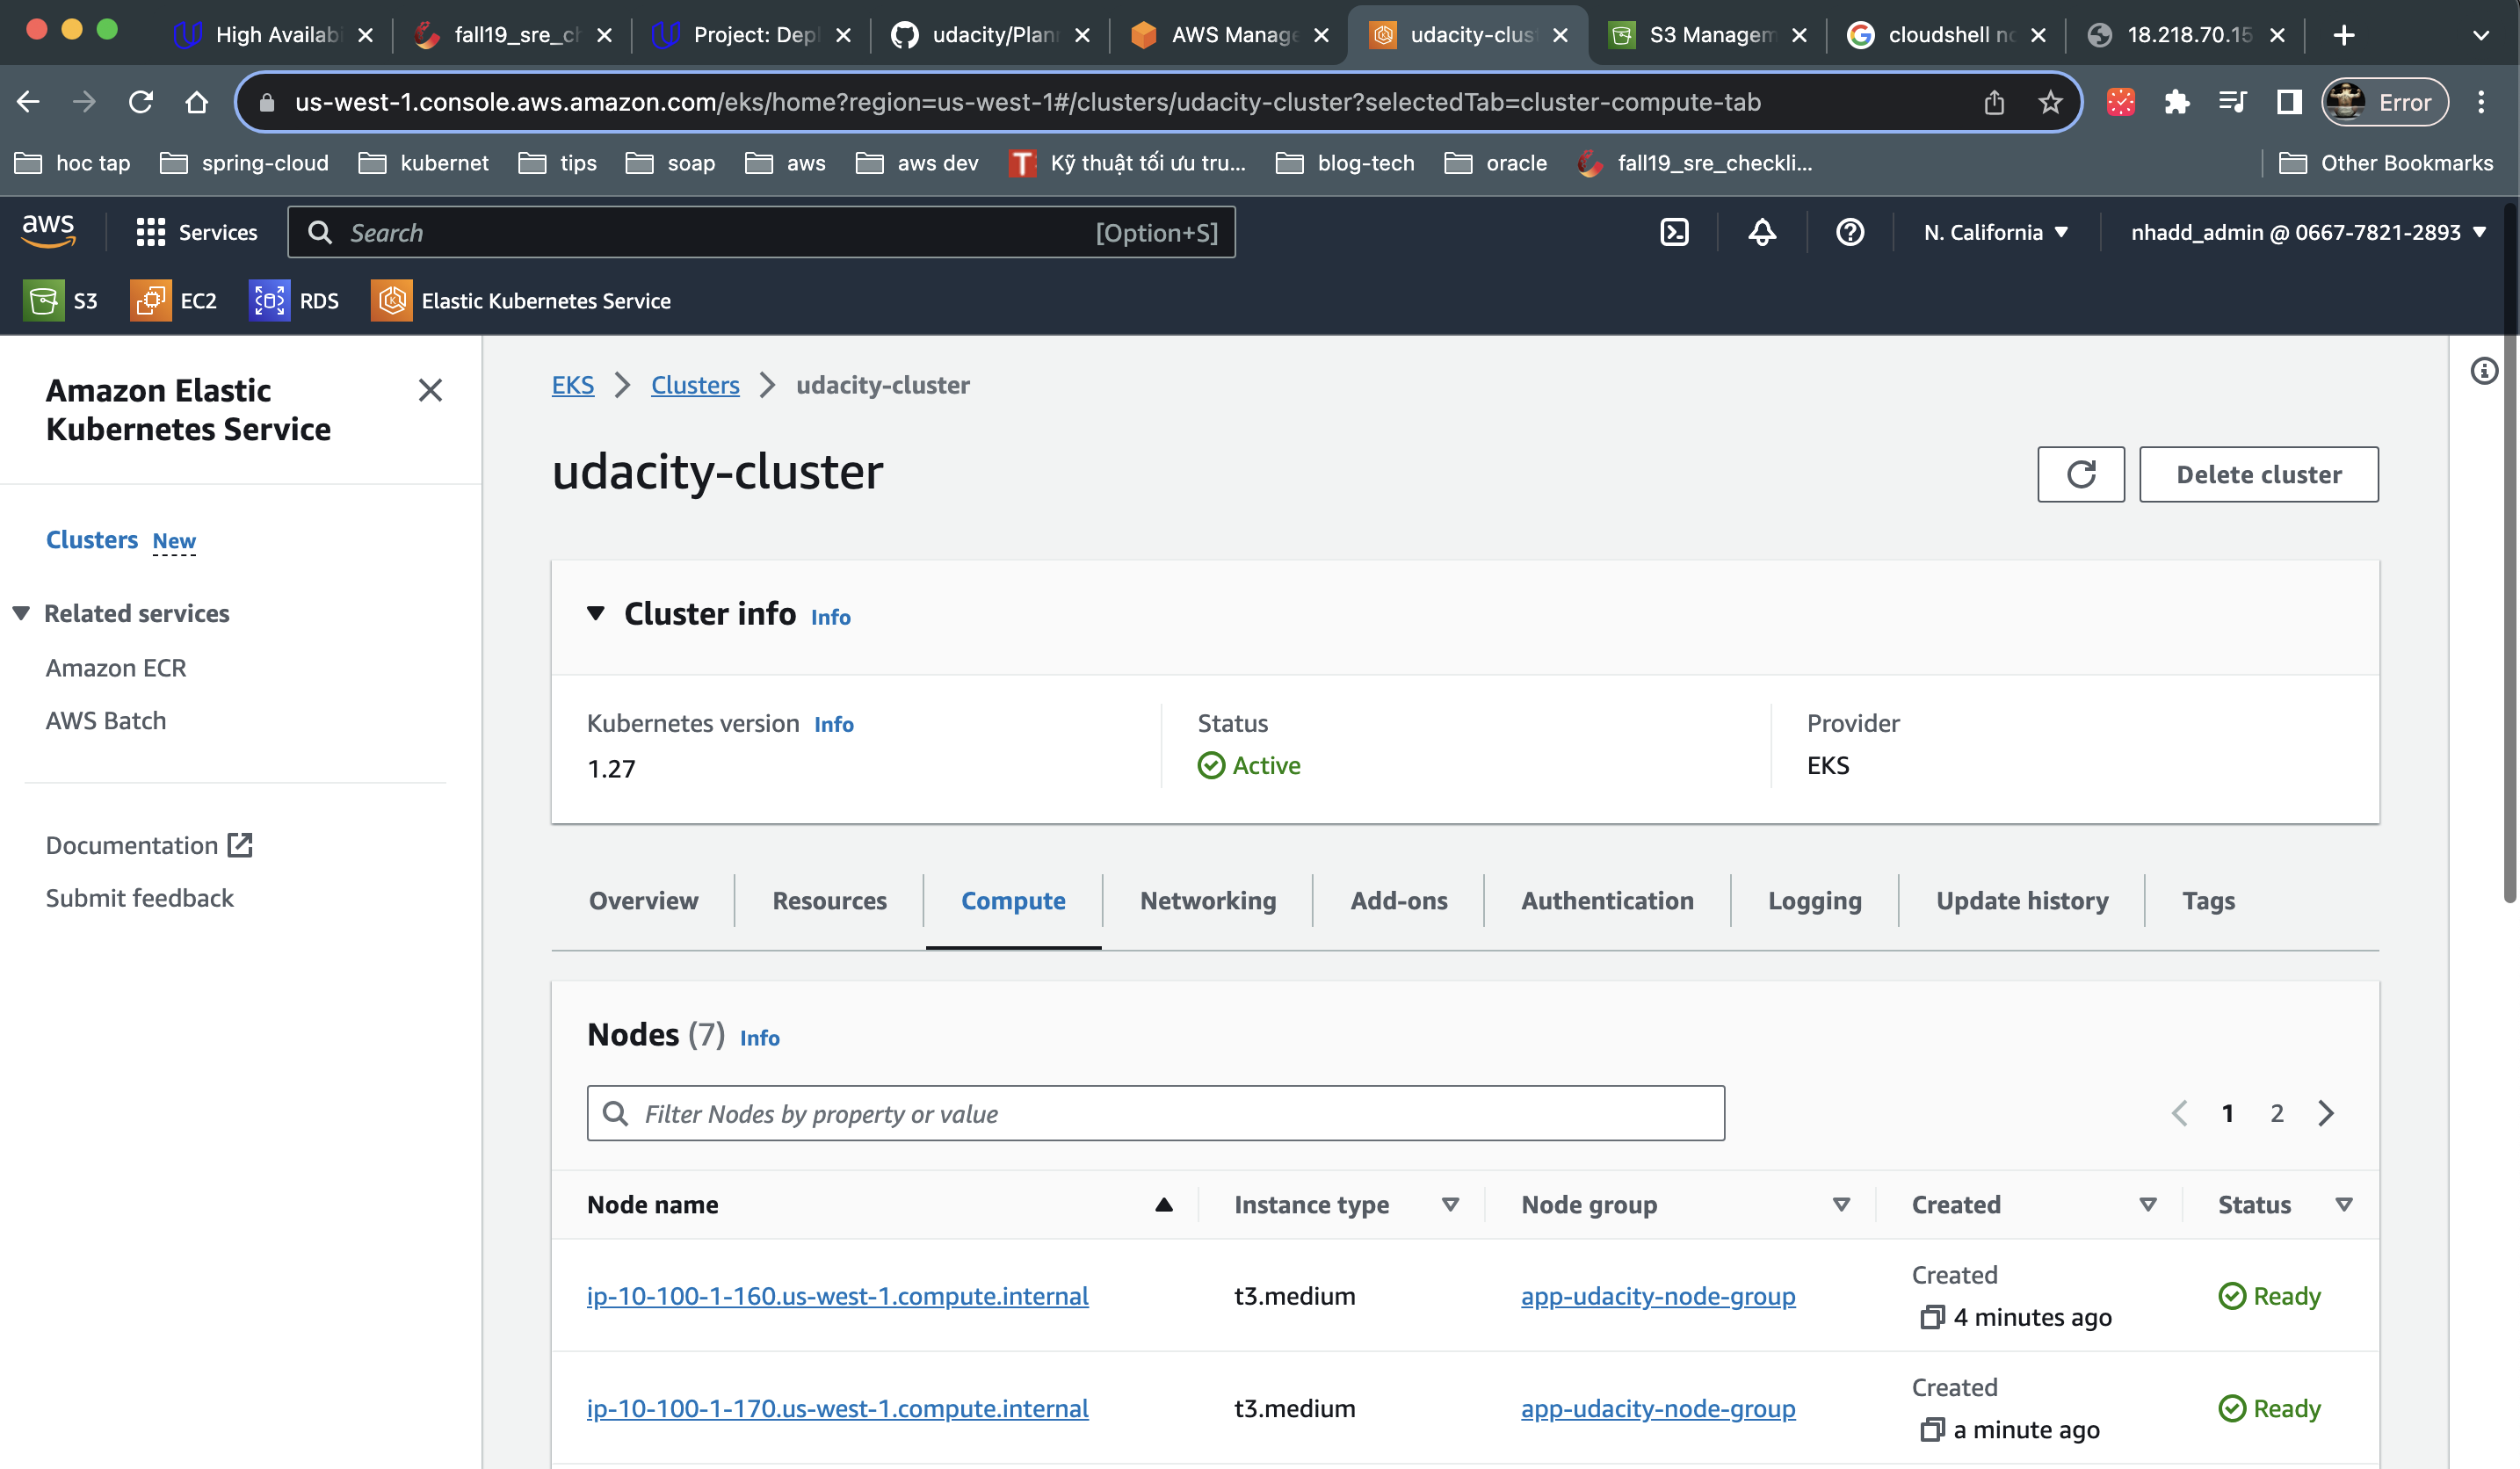 High Availabi
fall19_sre_ch
Project: Depl
udacity/Plan
AWS Manage
udacity-clust
S3 Managem
cloudshell no
18.218.70.15
us-west-1.console.aws.amazon.com/eks/home?region=us-west-1#/clusters/udacity-cluster?selectedTab=cluster-compute-tab
Error
hoc tap
spring-cloud
kubernet
tips
soap
aws
aws dev
Kỹ thuật tối ưu tru...
blog-tech
oracle
fall19_sre_checkli...
Other Bookmarks
aws
Services
Search
[Option+S]
N. California
nhadd_admin @ 0667-7821-2893
S3
EC2
RDS
Elastic Kubernetes Service
Amazon Elastic
Kubernetes Service
Clusters New
Related services
Amazon ECR
AWS Batch
Documentation
Submit feedback
EKS
Clusters
udacity-cluster
udacity-cluster
Delete cluster
Cluster info Info
Kubernetes version Info
1.27
Status
Active
Provider
EKS
Overview
Resources
Compute
Networking
Add-ons
Authentication
Logging
Update history
Tags
Nodes (7) Info
Filter Nodes by property or value
1
2
Node name
Instance type
Node group
Created
Status
ip-10-100-1-160.us-west-1.compute.internal
t3.medium
app-udacity-node-group
Created
4 minutes ago
Ready
ip-10-100-1-170.us-west-1.compute.internal
t3.medium
app-udacity-node-group
Created
a minute ago
Ready